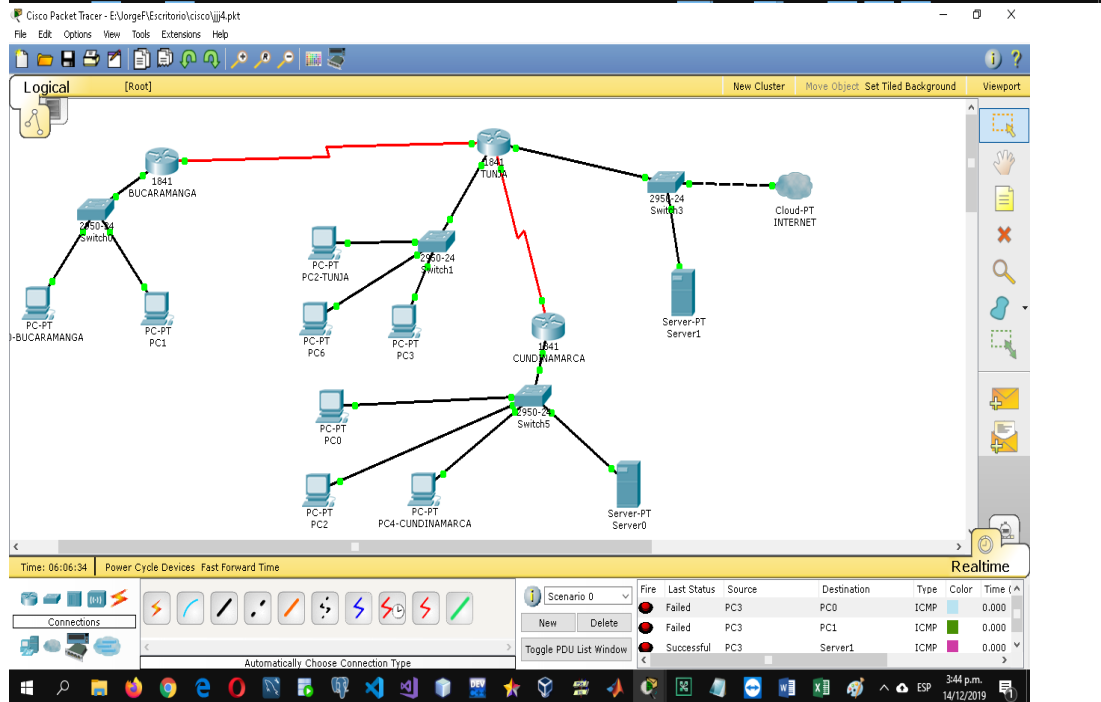 Cisco Packet Tracer - E:\JorgeF\Escritorio\cisco\jjj4.pkt
File Edit Options View Tools Extensions Help
Logical [Root] New Cluster Move Object Set Tiled Background Viewport
1841
BUCARAMANGA
1841
TUNJA
2950-24
Switch0
2950-24
Switch3
Cloud-PT
INTERNET
PC-PT
PC2-TUNJA
2950-24
Switch1
PC-PT
0-BUCARAMANGA
PC-PT
PC1
PC-PT
PC6
PC-PT
PC3
Server-PT
Server1
1841
CUNDINAMARCA
PC-PT
PC0
2950-24
Switch5
PC-PT
PC2
PC-PT
PC4-CUNDINAMARCA
Server-PT
Server0
Time: 06:06:34 Power Cycle Devices Fast Forward Time Realtime
Connections
Automatically Choose Connection Type
Scenario 0
New Delete
Toggle PDU List Window
Fire Last Status Source Destination Type Color Time (
Failed PC3 PC0 ICMP 0.000
Failed PC3 PC1 ICMP 0.000
Successful PC3 Server1 ICMP 0.000
ESP
3:44 p.m.
14/12/2019